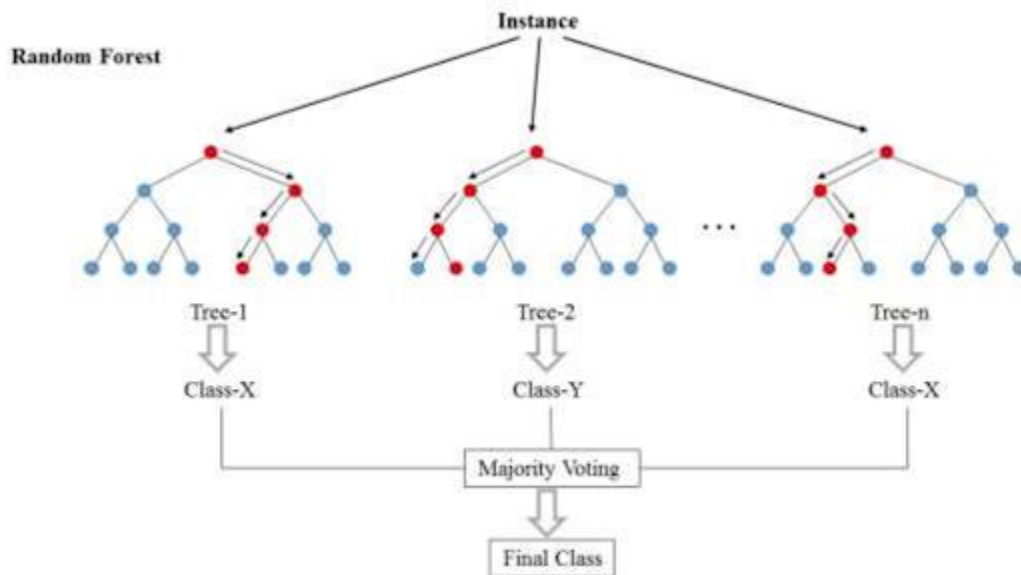 Instance
Random Forest
...
Tree-1
Tree-2
Tree-n
Class-X
Class-Y
Class-X
Majority Voting
Final Class